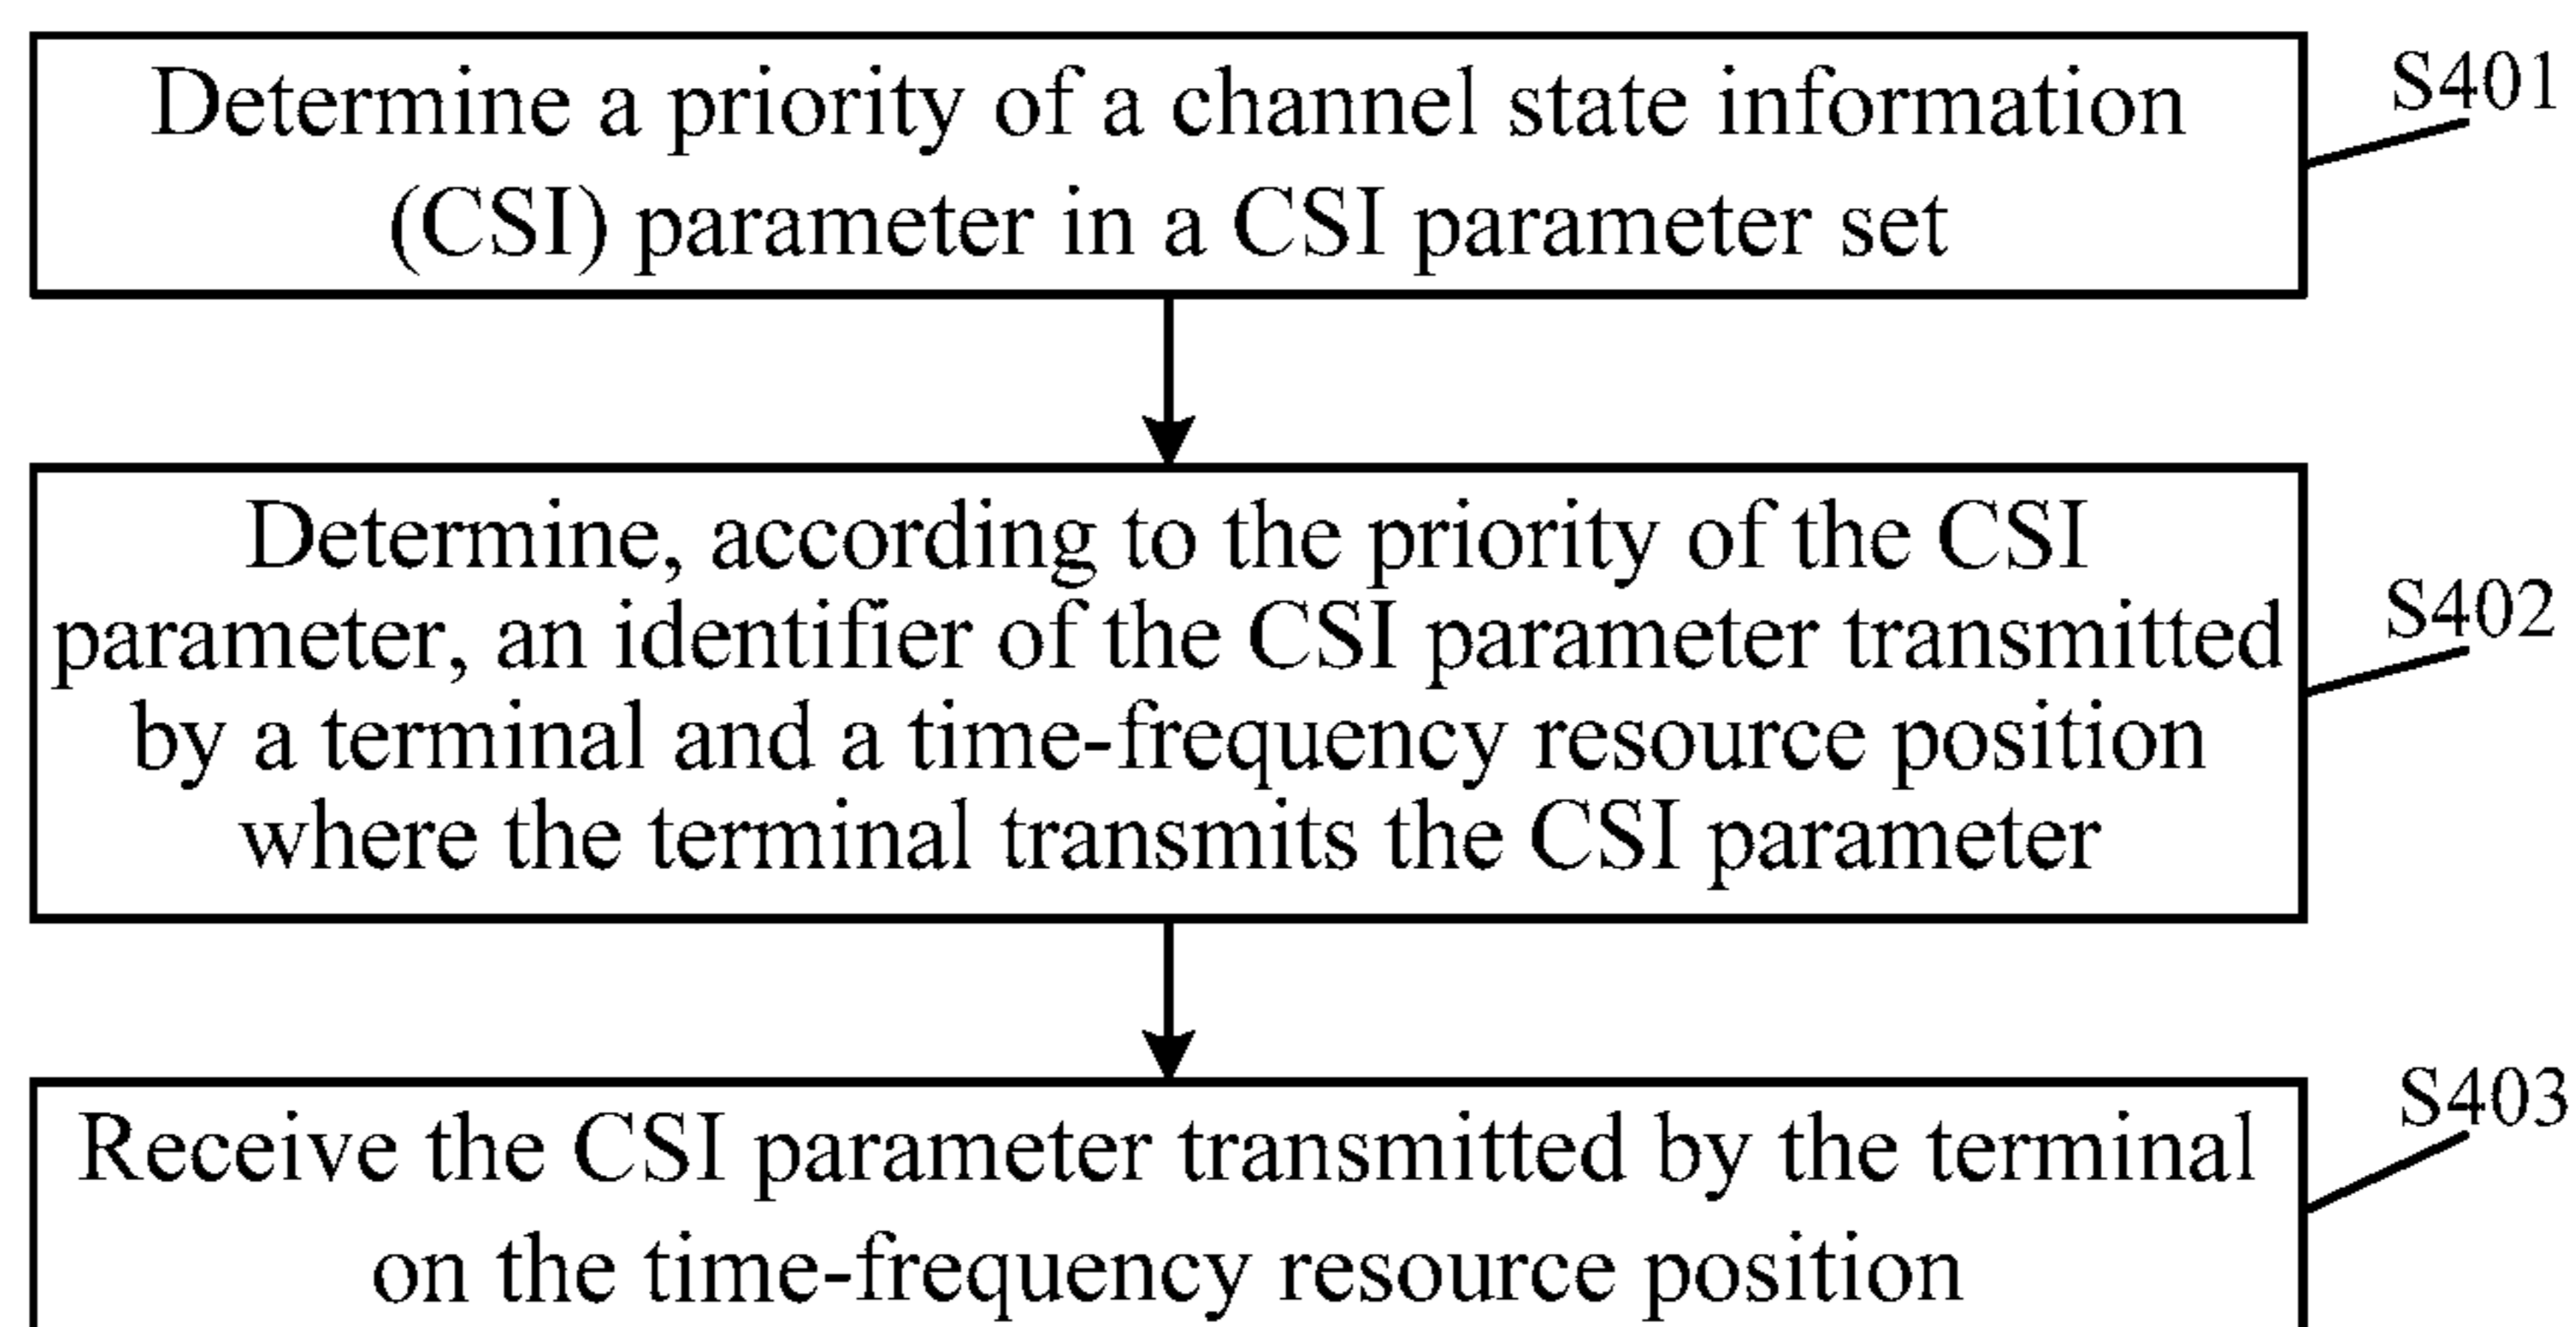 Determine a priority of a channel state information
(CSI) parameter in a CSI parameter set
S401
Determine, according to the priority of the CSI
parameter, an identifier of the CSI parameter transmitted
by a terminal and a time-frequency resource position
where the terminal transmits the CSI parameter
S402
Receive the CSI parameter transmitted by the terminal
on the time-frequency resource position
S403